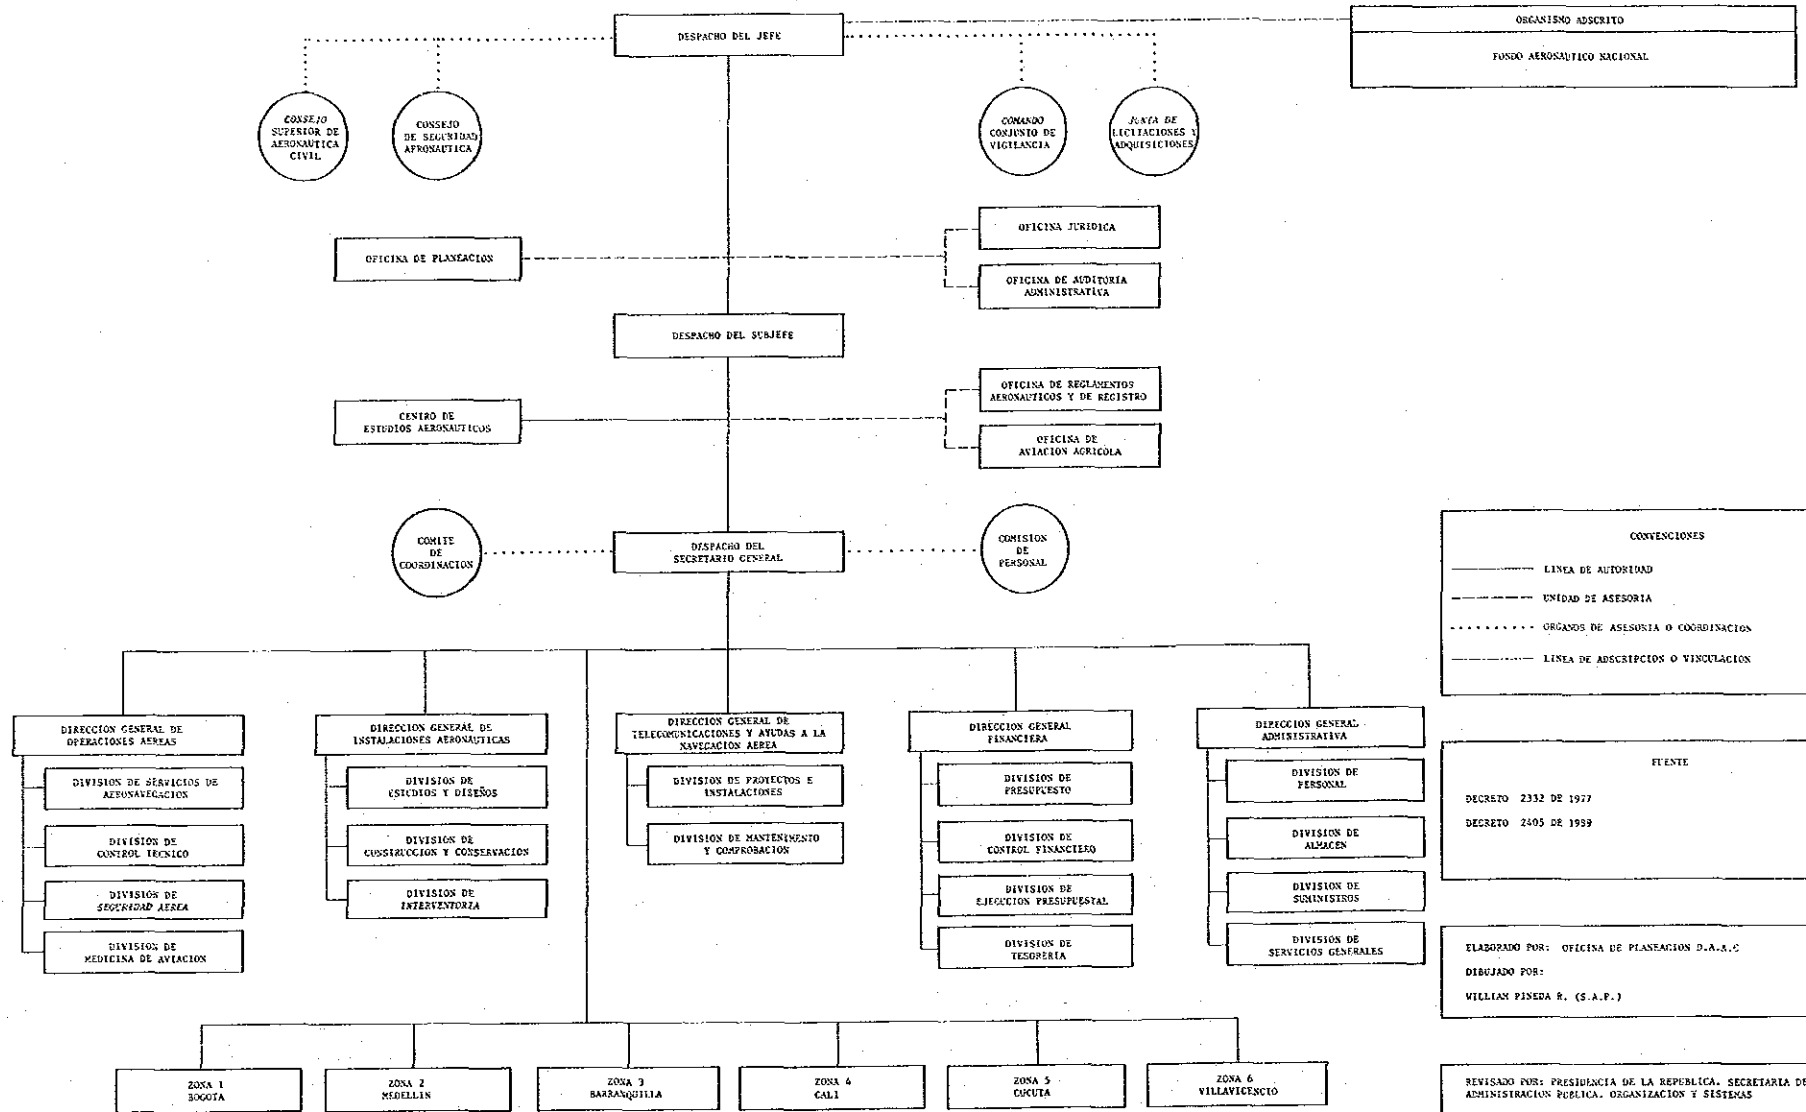 DESPACHO DEL JEFE
ORGANISMO ADSCRITO
FONDO AERONAUTICO NACIONAL
CONSEJO
SUPERIOR DE
AERONAUTICA
CIVIL
CONSEJO
DE SEGURIDAD
AERONAUTICA
COMANDO
CONJUNTO DE
VIGILANCIA
JUNTA DE
LICITACIONES Y
ADQUISICIONES
OFICINA DE PLANEACION
OFICINA JURIDICA
OFICINA DE AUDITORIA
ADMINISTRATIVA
DESPACHO DEL SUBJEFE
CENTRO DE
ESTUDIOS AERONAUTICOS
OFICINA DE REGLAMENTOS
AERONAUTICOS Y DE REGISTRO
OFICINA DE
AVIACION AGRICOLA
COMITE
DE
COORDINACION
DESPACHO DEL
SECRETARIO GENERAL
COMISION
DE
PERSONAL
CONVENCIONES
LINEA DE AUTORIDAD
UNIDAD DE ASESORIA
ORGANOS DE ASESORIA O COORDINACION
LINEA DE ADSCRIPCION O VINCULACION
DIRECCION GENERAL DE
OPERACIONES AEREAS
DIVISION DE SERVICIOS DE
AERONAVEGACION
DIVISION DE
CONTROL TECNICO
DIVISION DE
SEGURIDAD AEREA
DIVISION DE
MEDICINA DE AVIACION
DIRECCION GENERAL DE
INSTALACIONES AERONAUTICAS
DIVISION DE
ESTUDIOS Y DISEÑOS
DIVISION DE
CONSTRUCCION Y CONSERVACION
DIVISION DE
INTERVENTORIA
DIRECCION GENERAL DE
TELECOMUNICACIONES Y AYUDAS A LA
NAVEGACION AEREA
DIVISION DE PROYECTOS E
INSTALACIONES
DIVISION DE MANTENIMIENTO
Y COMPROBACION
DIRECCION GENERAL
FINANCIERA
DIVISION DE
PRESUPUESTO
DIVISION DE
CONTROL FINANCIERO
DIVISION DE
EJECUCION PRESUPUESTAL
DIVISION DE
TESORERIA
DIRECCION GENERAL
ADMINISTRATIVA
DIVISION DE
PERSONAL
DIVISION DE
ALMACEN
DIVISION DE
SUMINISTROS
DIVISION DE
SERVICIOS GENERALES
FUENTE
DECRETO 2332 DE 1977
DECRETO 2405 DE 1989
ELABORADO POR: OFICINA DE PLANEACION D.A.A.C
DIBUJADO POR:
WILLIAM PINEDA R. (S.A.P.)
ZONA 1
BOGOTA
ZONA 2
MEDELLIN
ZONA 3
BARRANQUILLA
ZONA 4
CALI
ZONA 5
CUCUTA
ZONA 6
VILLAVICENCIO
REVISADO POR: PRESIDENCIA DE LA REPUBLICA. SECRETARIA DE
ADMINISTRACION PUBLICA. ORGANIZACION Y SISTEMAS